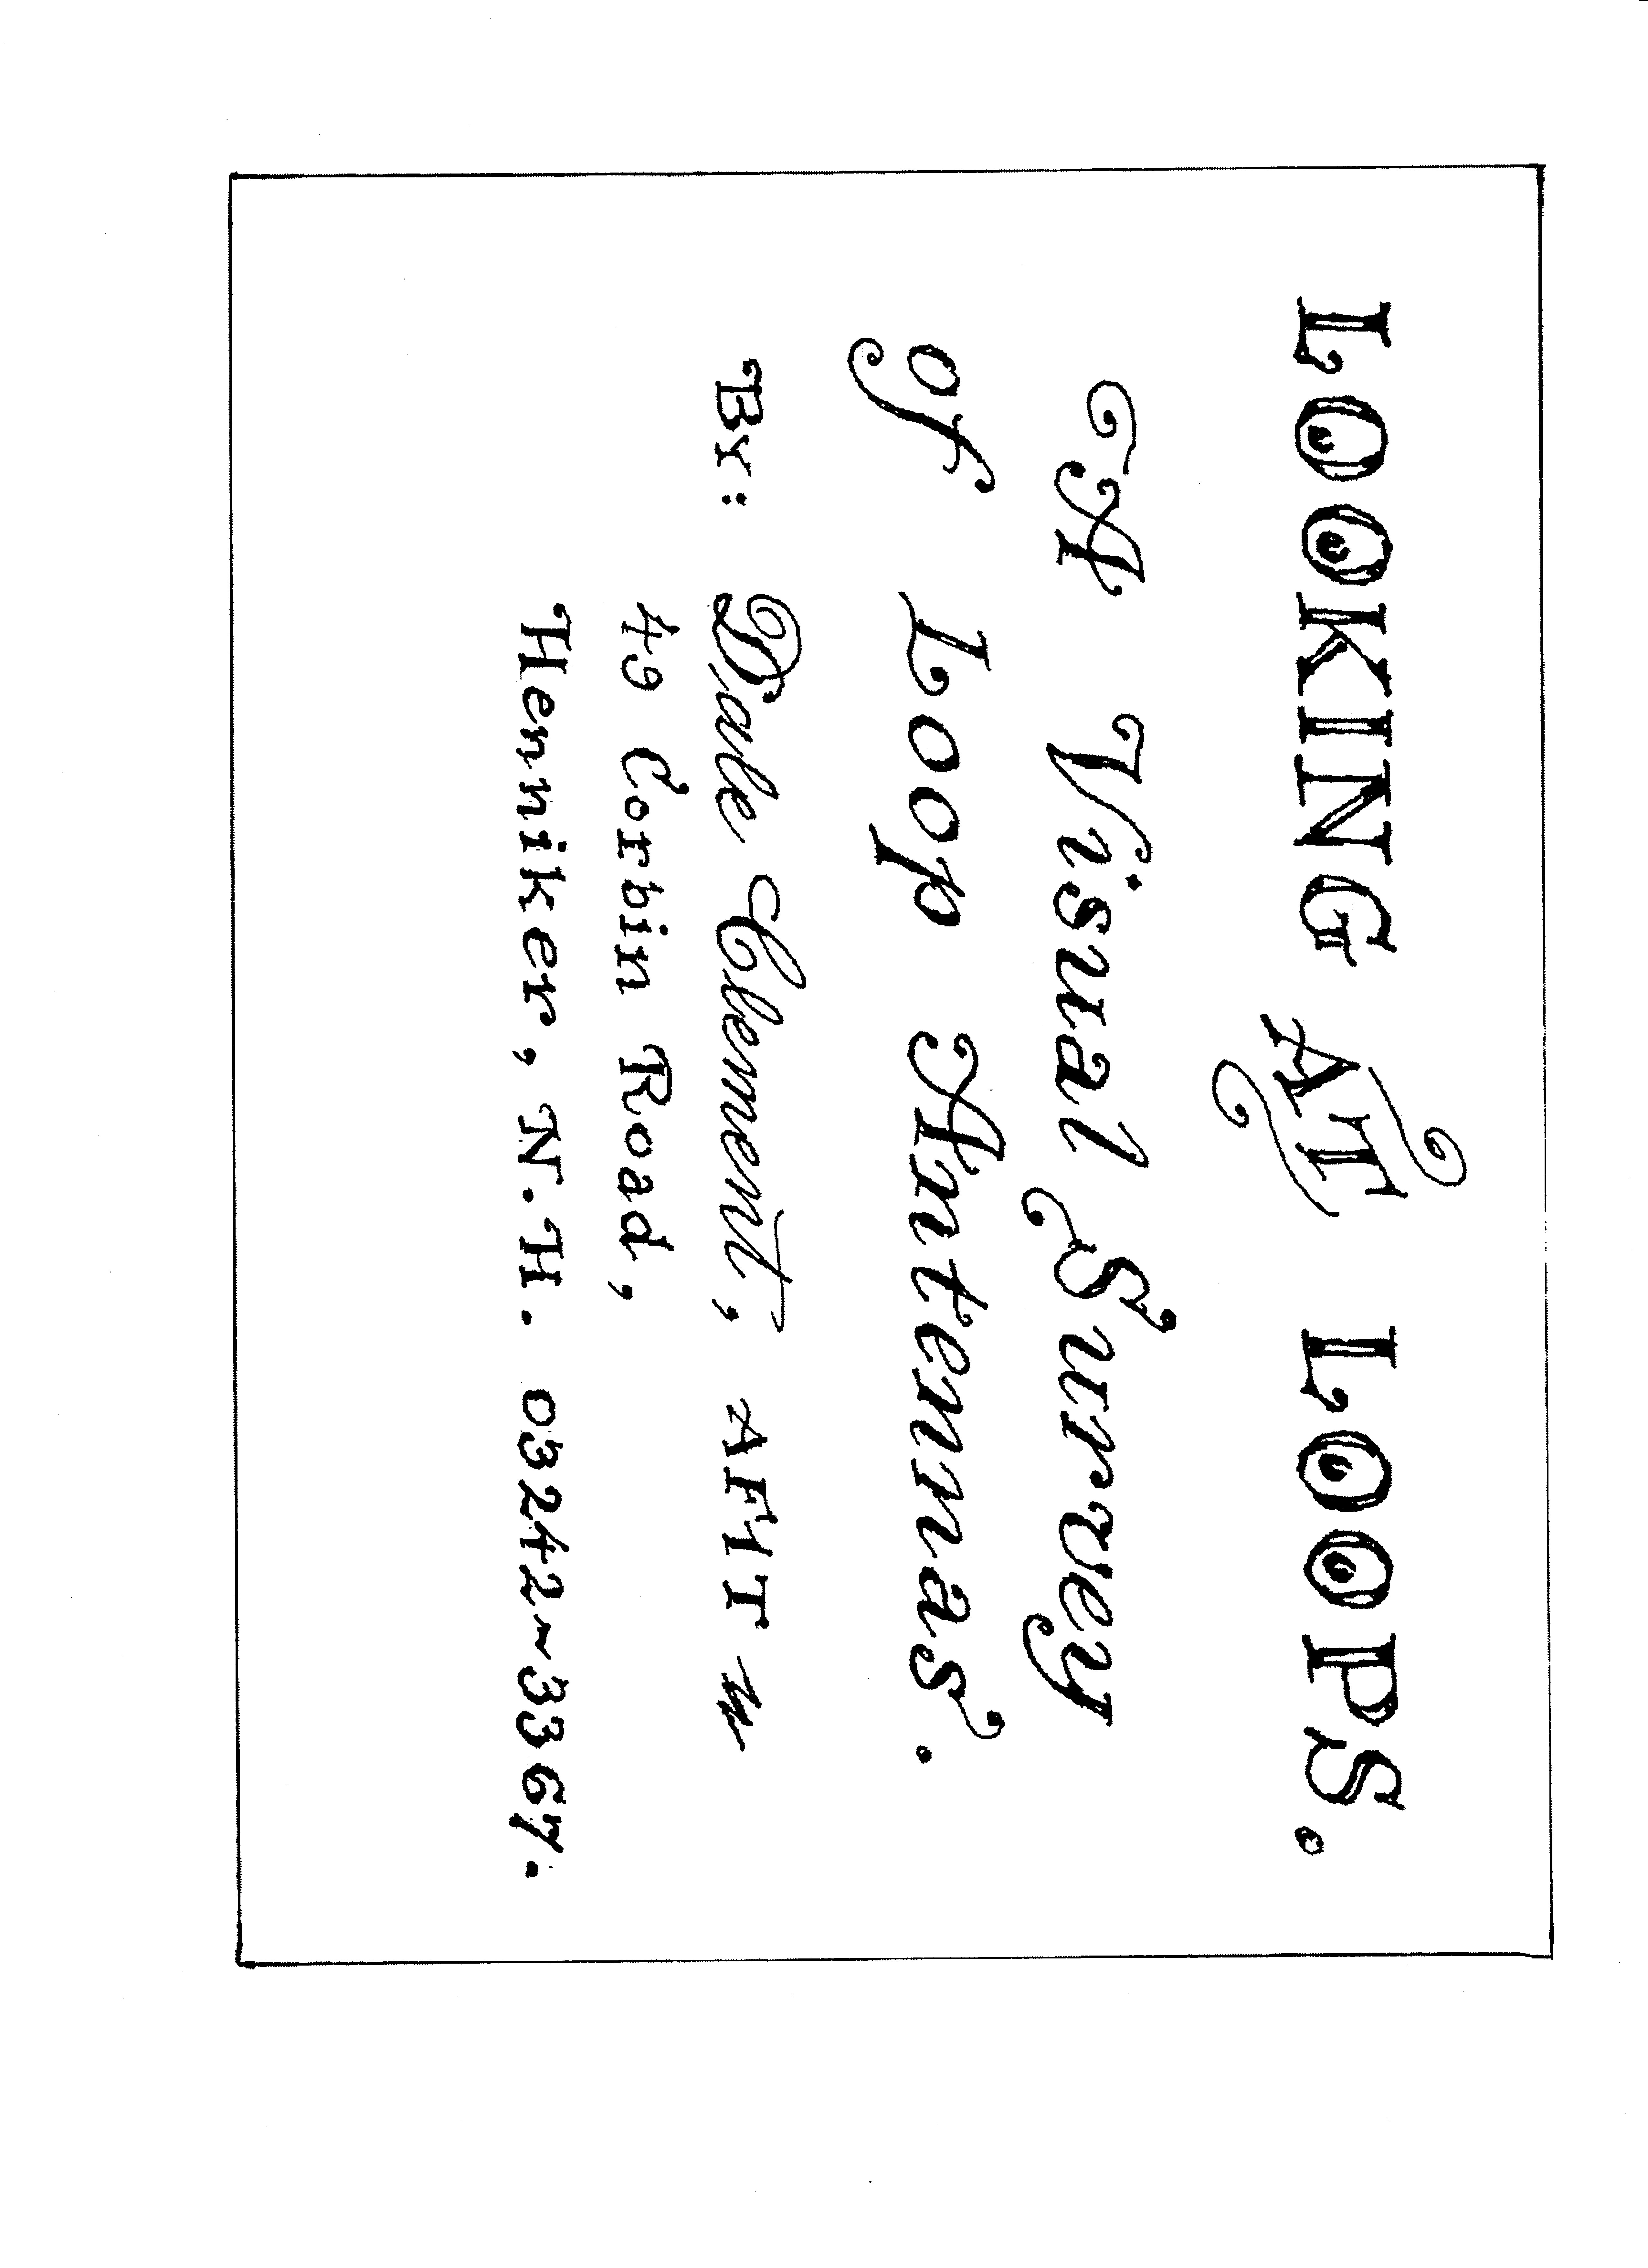 LOOKING AT LOOPS.
A Visual Survey
of Loop Antennas.
By: Dale Clement, AF1T
49 Corbin Road,
Henniker, N.H. 03242~3367.